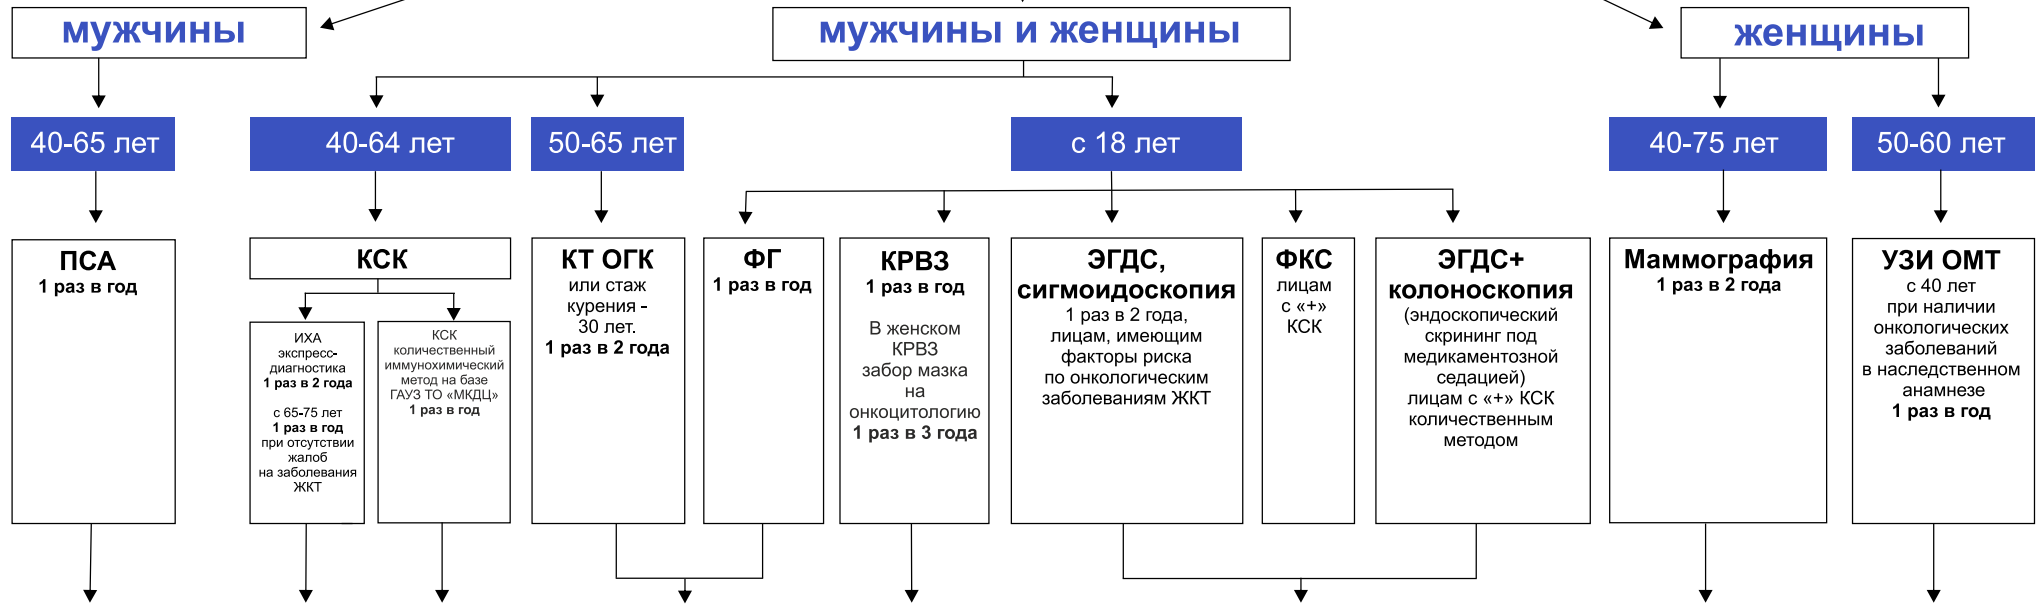 мужчины
мужчины и женщины
женщины
40-65 лет
40-64 лет
50-65 лет
с 18 лет
40-75 лет
50-60 лет
ПСА
1 раз в год
КСК
ИХА
экспресс-
диагностика
1 раз в 2 года
с 65-75 лет
1 раз в год
при отсутствии
жалоб
на заболевания
ЖКТ
КСК
количественный
иммунохимический
метод на базе
ГАУЗ ТО «МКДЦ»
1 раз в год
КТ ОГК
или стаж
курения -
30 лет.
1 раз в 2 года
ФГ
1 раз в год
КРВЗ
1 раз в год
В женском
КРВЗ
забор мазка
на
онкоцитологию
1 раз в 3 года
ЭГДС,
сигмоидоскопия
1 раз в 2 года,
лицам, имеющим
факторы риска
по онкологическим
заболеваниям ЖКТ
ФКС
лицам
с «+»
КСК
ЭГДС+
колоноскопия
(эндоскопический
скрининг под
медикаментозной
седацией)
лицам с «+» КСК
количественным
методом
Маммография
1 раз в 2 года
УЗИ ОМТ
с 40 лет
при наличии
онкологических
заболеваний
в наследственном
анамнезе
1 раз в год